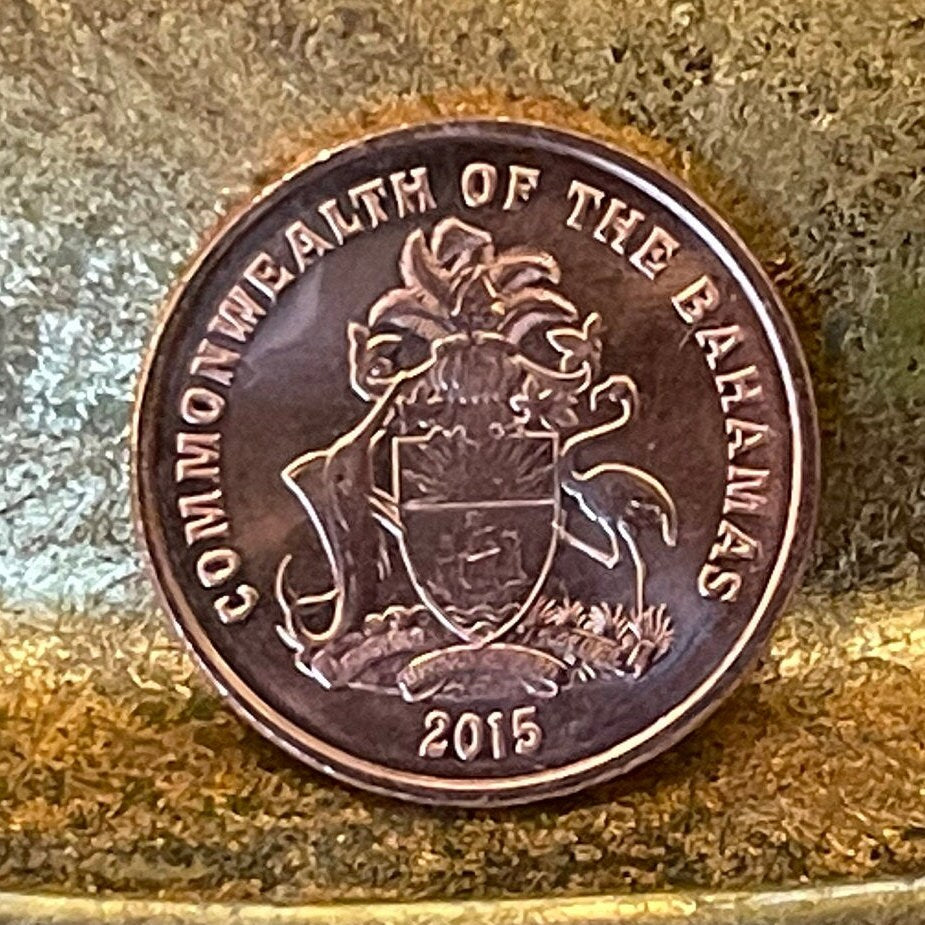 COMMONWEALTH OF THE BAHAMAS
2015